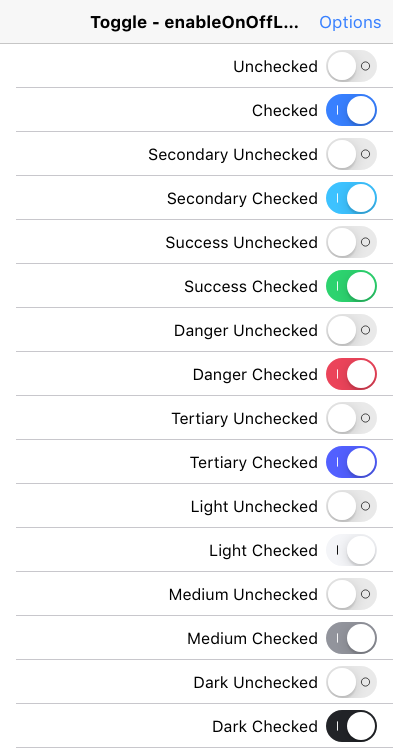 Toggle - enableOnOffL... Options
Unchecked
Checked
Secondary Unchecked
Secondary Checked
Success Unchecked
Success Checked
Danger Unchecked
Danger Checked
Tertiary Unchecked
Tertiary Checked
Light Unchecked
Light Checked
Medium Unchecked
Medium Checked
Dark Unchecked
Dark Checked